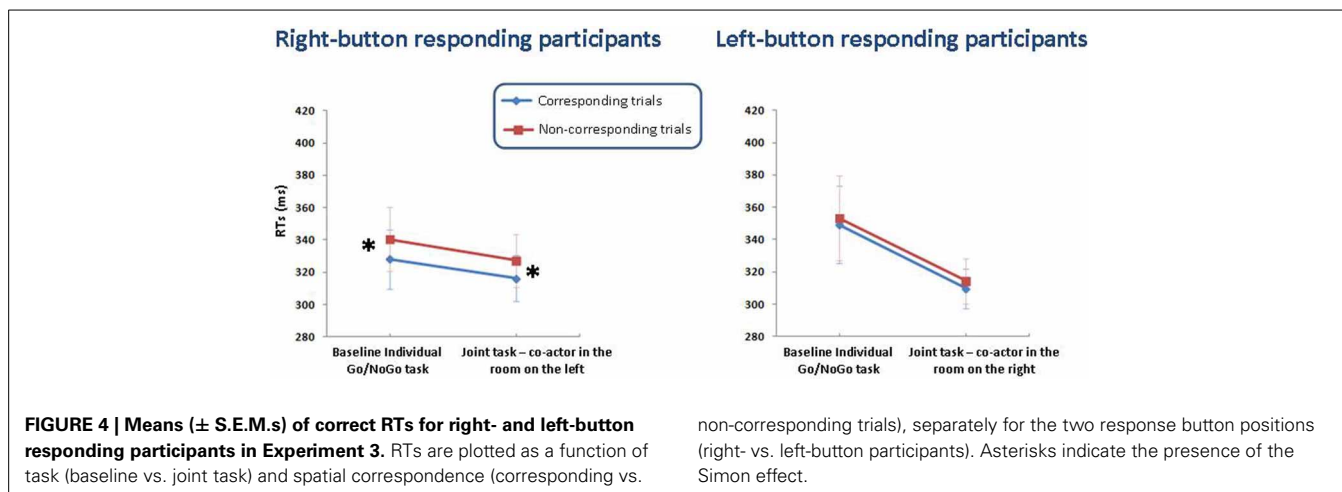 Right-button responding participants
Left-button responding participants
Corresponding trials
Non-corresponding trials
RTs (ms)
420
400
380
360
340
320
300
280
*
*
Baseline Individual
Go/NoGo task
Joint task – co-actor in the
room on the left
420
400
380
360
340
320
300
280
Baseline Individual
Go/NoGo task
Joint task – co-actor in the
room on the right
FIGURE 4 | Means (± S.E.M.s) of correct RTs for right- and left-button
responding participants in Experiment 3. RTs are plotted as a function of
task (baseline vs. joint task) and spatial correspondence (corresponding vs.
non-corresponding trials), separately for the two response button positions
(right- vs. left-button participants). Asterisks indicate the presence of the
Simon effect.